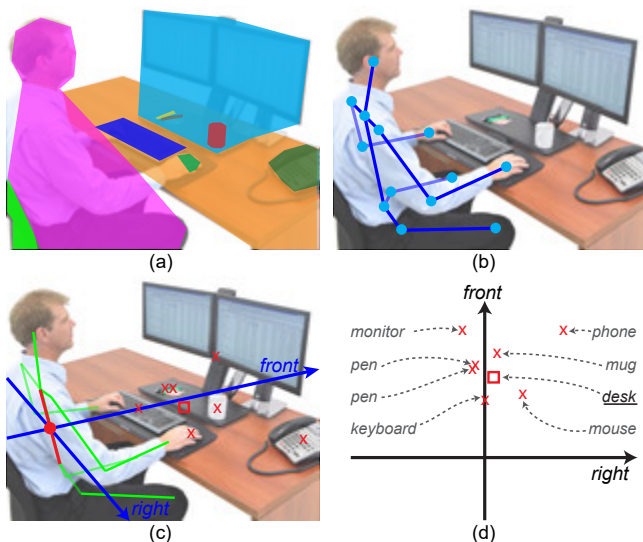 (a)
(b)
front
right
(c)
front
monitor
phone
pen
mug
pen
desk
keyboard
mouse
right
(d)